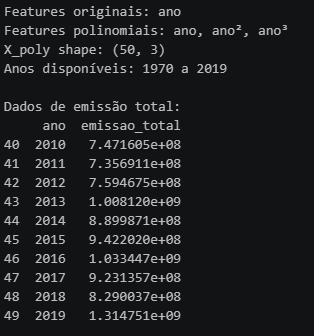 Features originais: ano
Features polinomiais: ano, ano², ano³
X_poly shape: (50, 3)
Anos disponíveis: 1970 a 2019

Dados de emissão total:
     ano  emissao_total
40  2010   7.471605e+08
41  2011   7.356911e+08
42  2012   7.594675e+08
43  2013   1.008120e+09
44  2014   8.899871e+08
45  2015   9.422020e+08
46  2016   1.033447e+09
47  2017   9.231357e+08
48  2018   8.290037e+08
49  2019   1.314751e+09